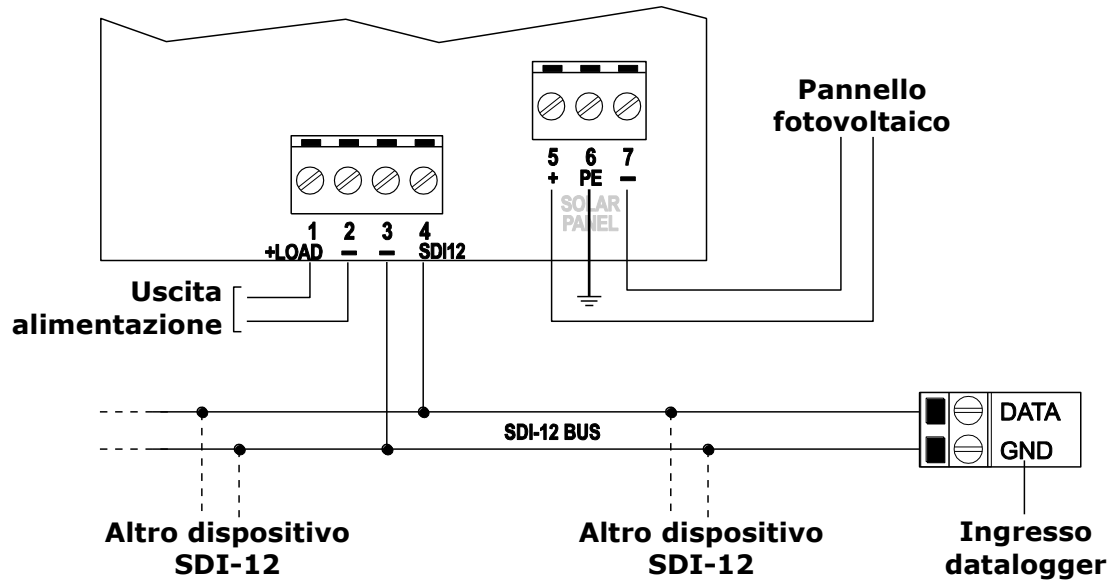 Pannello
fotovoltaico
5 6 7
+ PE −
SOLAR
PANEL
1 2 3 4
+LOAD − − SDI12
Uscita
alimentazione
SDI-12 BUS
DATA
GND
Altro dispositivo
SDI-12
Altro dispositivo
SDI-12
Ingresso
datalogger